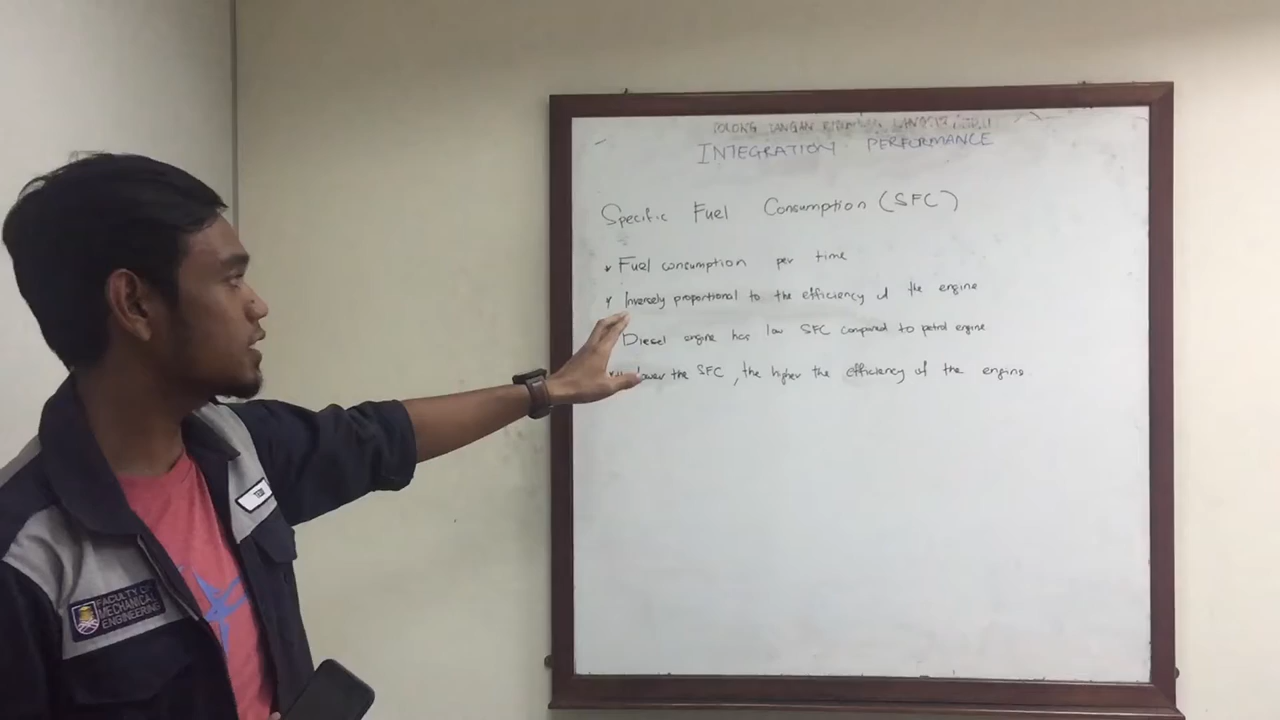 TOLONG TANGAN
INTEGRATION PERFORMANCE
Specific Fuel Consumption (SFC)
* Fuel consumption per time
* Inversely proportional to the efficiency of the engine
Diesel engine has low SFC compared to petrol engine
lower the SFC, the higher the efficiency of the engine
FACULTY OF
MECHANICAL
ENGINEERING